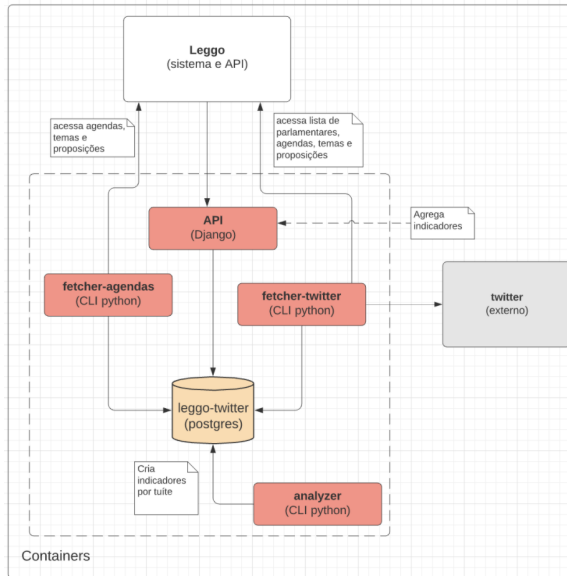 Leggo
(sistema e API)
acessa agendas,
temas e
proposições
acessa lista de
parlamentares,
agendas, temas e
proposições
API
(Django)
Agrega
indicadores
fetcher-agendas
(CLI python)
fetcher-twitter
(CLI python)
twitter
(externo)
leggo-twitter
(postgres)
Cria
indicadores
por tuíte
analyzer
(CLI python)
Containers